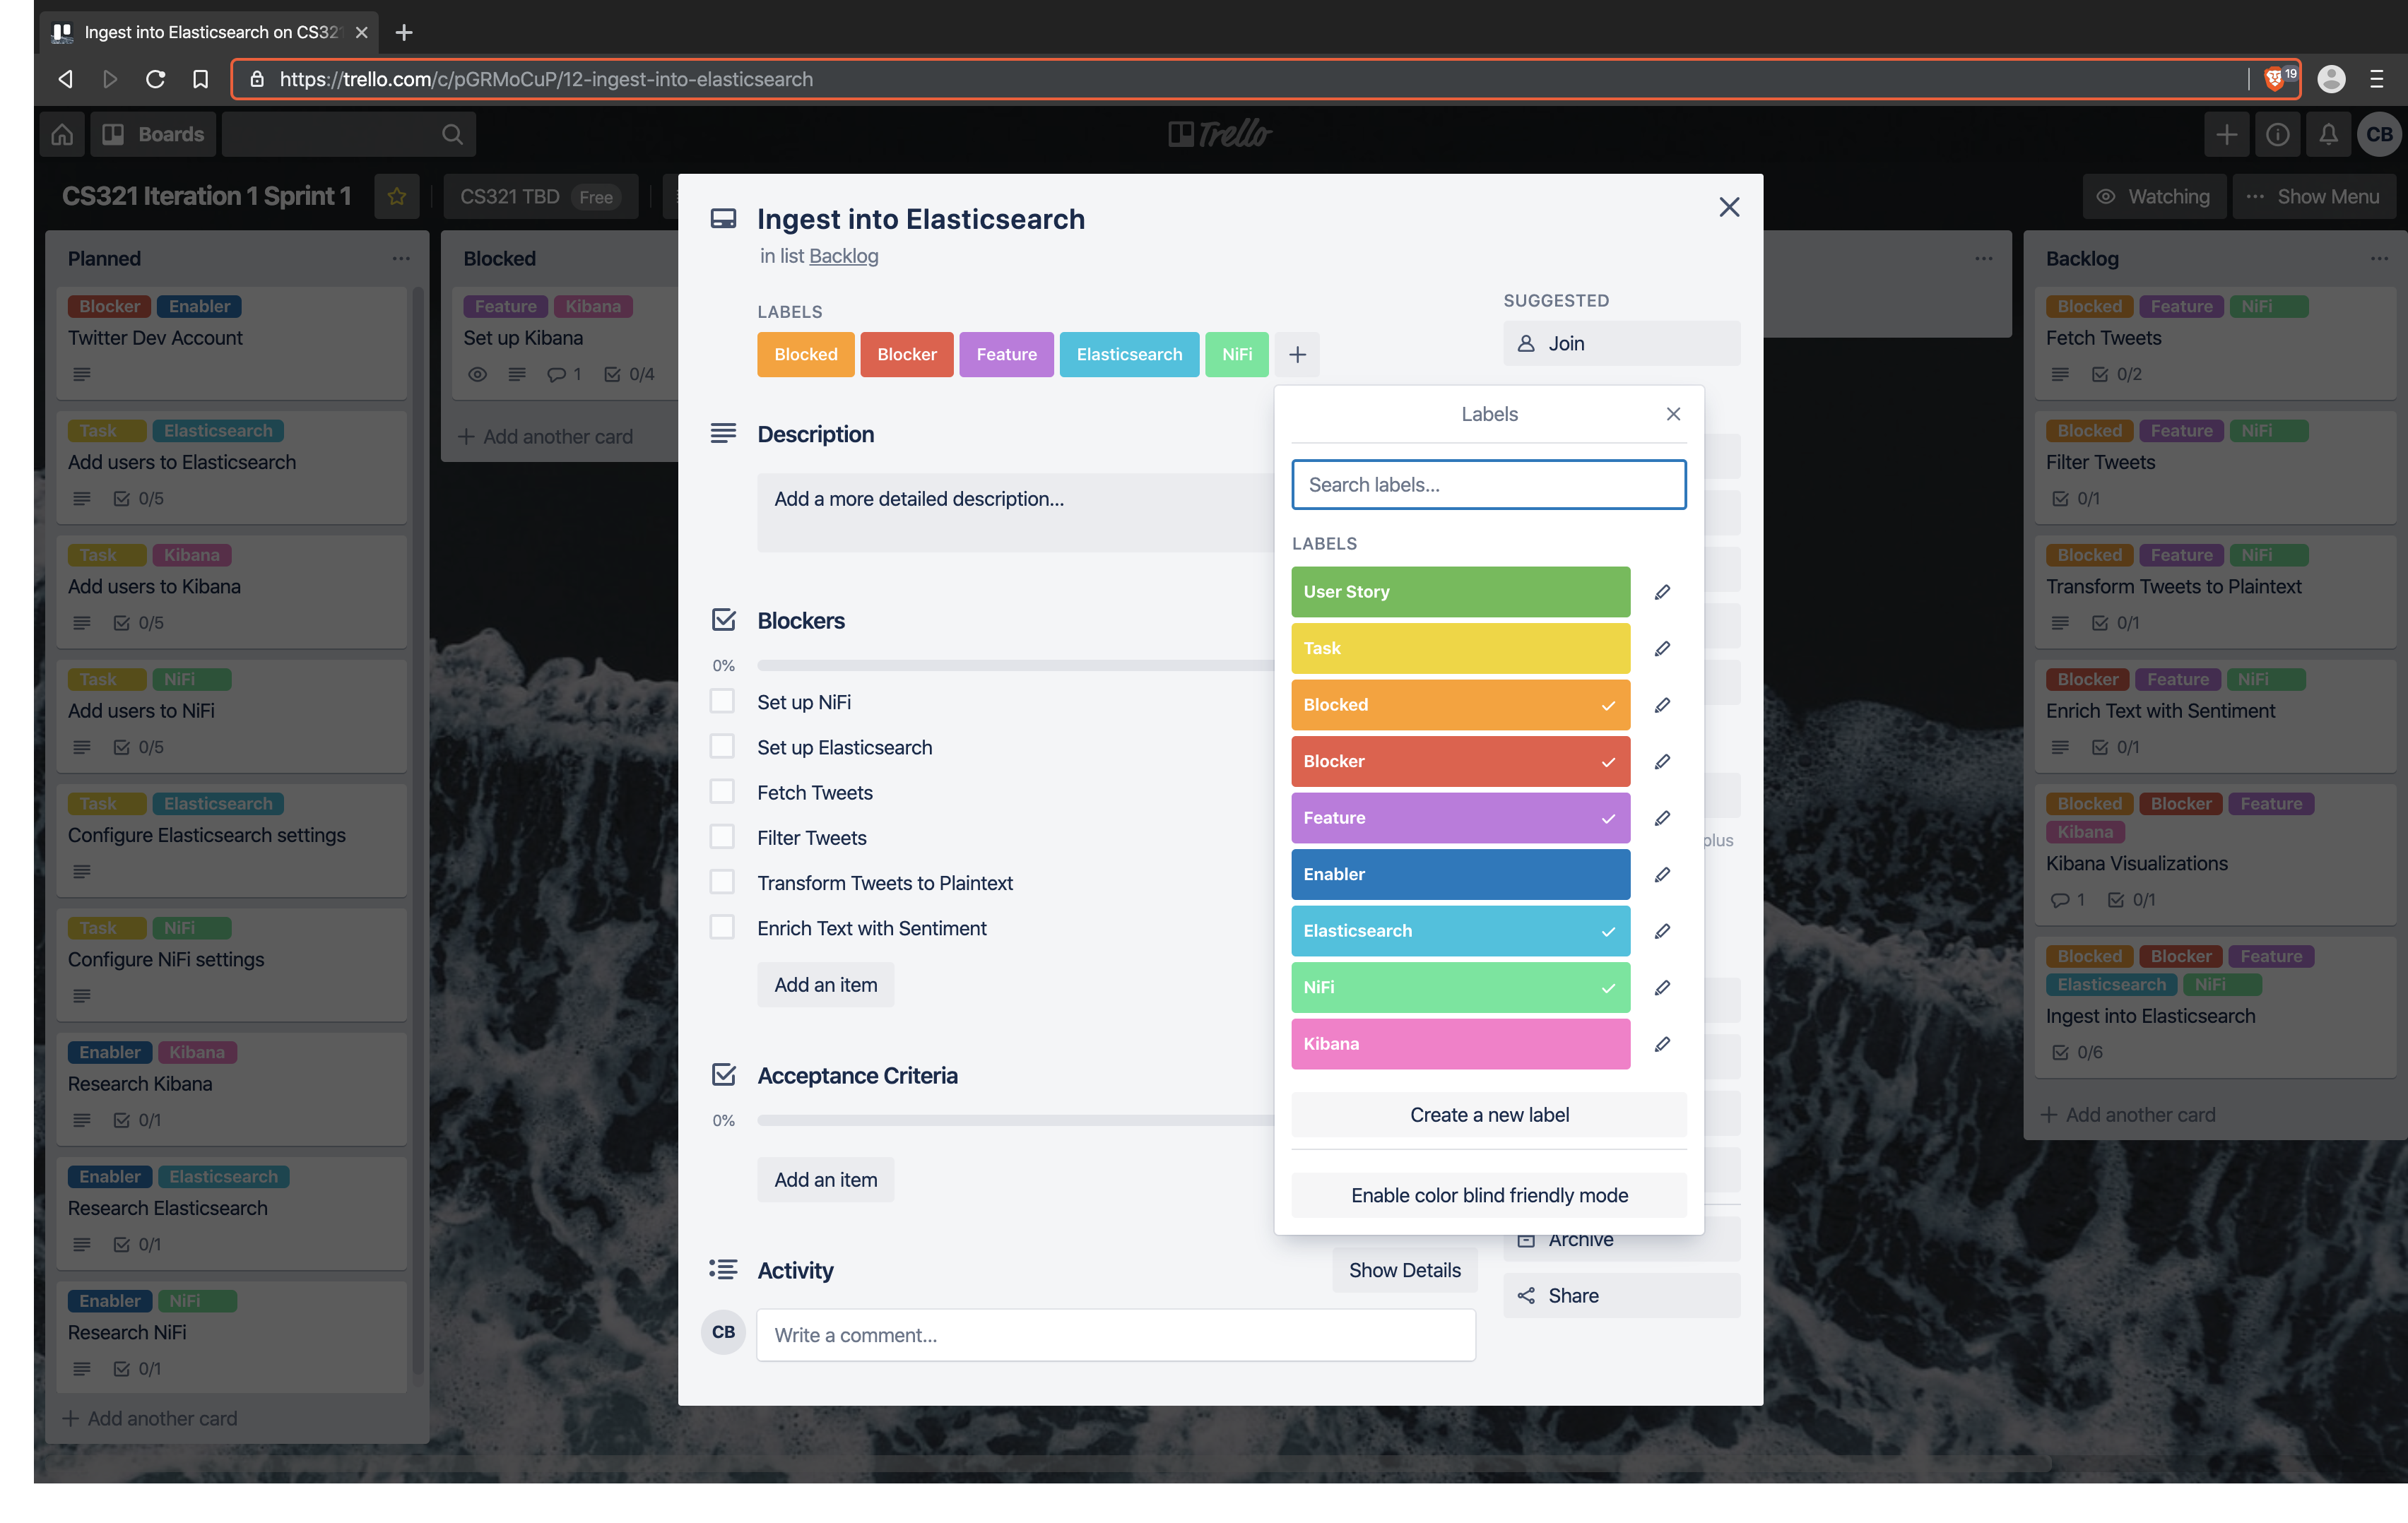 Ingest into Elasticsearch on CS321
https://trello.com/c/pGRMoCuP/12-ingest-into-elasticsearch
19
Boards
Trello
CB
CS321 Iteration 1 Sprint 1
CS321 TBD Free
Watching
Show Menu
Planned
Blocker Enabler
Twitter Dev Account
Task Elasticsearch
Add users to Elasticsearch
0/5
Task Kibana
Add users to Kibana
0/5
Task NiFi
Add users to NiFi
0/5
Task Elasticsearch
Configure Elasticsearch settings
Task NiFi
Configure NiFi settings
Enabler Kibana
Research Kibana
0/1
Enabler Elasticsearch
Research Elasticsearch
0/1
Enabler NiFi
Research NiFi
0/1
Add another card
Blocked
Feature Kibana
Set up Kibana
1 0/4
Add another card
Ingest into Elasticsearch
in list Backlog
LABELS
Blocked Blocker Feature Elasticsearch NiFi
Description
Add a more detailed description...
Blockers
0%
Set up NiFi
Set up Elasticsearch
Fetch Tweets
Filter Tweets
Transform Tweets to Plaintext
Enrich Text with Sentiment
Add an item
Acceptance Criteria
0%
Add an item
Activity
Show Details
CB
Write a comment...
SUGGESTED
Join
Labels
Search labels...
LABELS
User Story
Task
Blocked
Blocker
Feature
Enabler
Elasticsearch
NiFi
Kibana
Create a new label
Enable color blind friendly mode
plus
Archive
Share
Backlog
Blocked Feature NiFi
Fetch Tweets
0/2
Blocked Feature NiFi
Filter Tweets
0/1
Blocked Feature NiFi
Transform Tweets to Plaintext
0/1
Blocker Feature NiFi
Enrich Text with Sentiment
0/1
Blocked Blocker Feature
Kibana
Kibana Visualizations
1 0/1
Blocked Blocker Feature
Elasticsearch NiFi
Ingest into Elasticsearch
0/6
Add another card